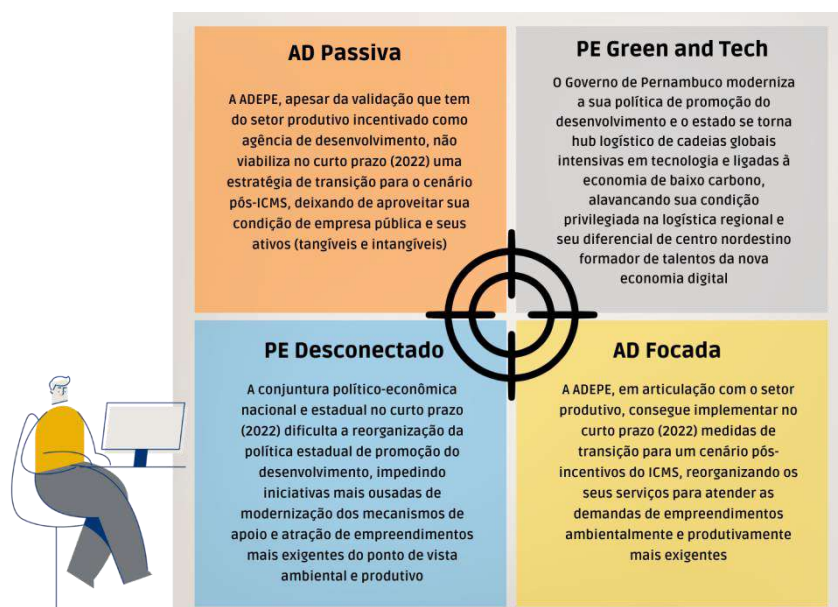 AD Passiva
A ADEPE, apesar da validação que tem
do setor produtivo incentivado como
agência de desenvolvimento, não
viabiliza no curto prazo (2022) uma
estratégia de transição para o cenário
pós-ICMS, deixando de aproveitar sua
condição de empresa pública e seus
ativos (tangíveis e intangíveis)
PE Green and Tech
O Governo de Pernambuco moderniza
a sua política de promoção do
desenvolvimento e o estado se torna
hub logístico de cadeias globais
intensivas em tecnologia e ligadas à
economia de baixo carbono,
alavancando sua condição
privilegiada na logística regional e
seu diferencial de centro nordestino
formador de talentos da nova
economia digital
PE Desconectado
A conjuntura político-econômica
nacional e estadual no curto prazo
(2022) dificulta a reorganização da
política estadual de promoção do
desenvolvimento, impedindo
iniciativas mais ousadas de
modernização dos mecanismos de
apoio e atração de empreendimentos
mais exigentes do ponto de vista
ambiental e produtivo
AD Focada
A ADEPE, em articulação com o setor
produtivo, consegue implementar no
curto prazo (2022) medidas de
transição para um cenário pós-
incentivos do ICMS, reorganizando os
seus serviços para atender as
demandas de empreendimentos
ambientalmente e produtivamente
mais exigentes